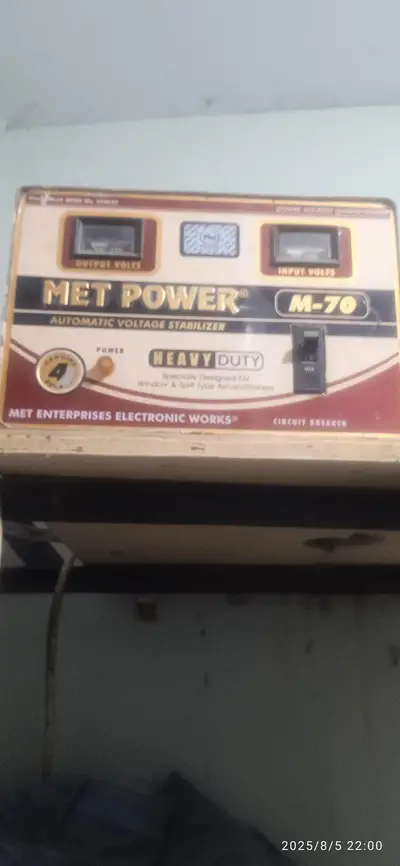 OUTPUT VOLTS
INPUT VOLTS
MET POWER®
M-70
AUTOMATIC VOLTAGE STABILIZER
POWER
HEAVY DUTY
4
Specially Designed For
Window & Split Type Airconditioners
MET ENTERPRISES ELECTRONIC WORKS®
CIRCUIT BREAKER
2025/8/5 22:00